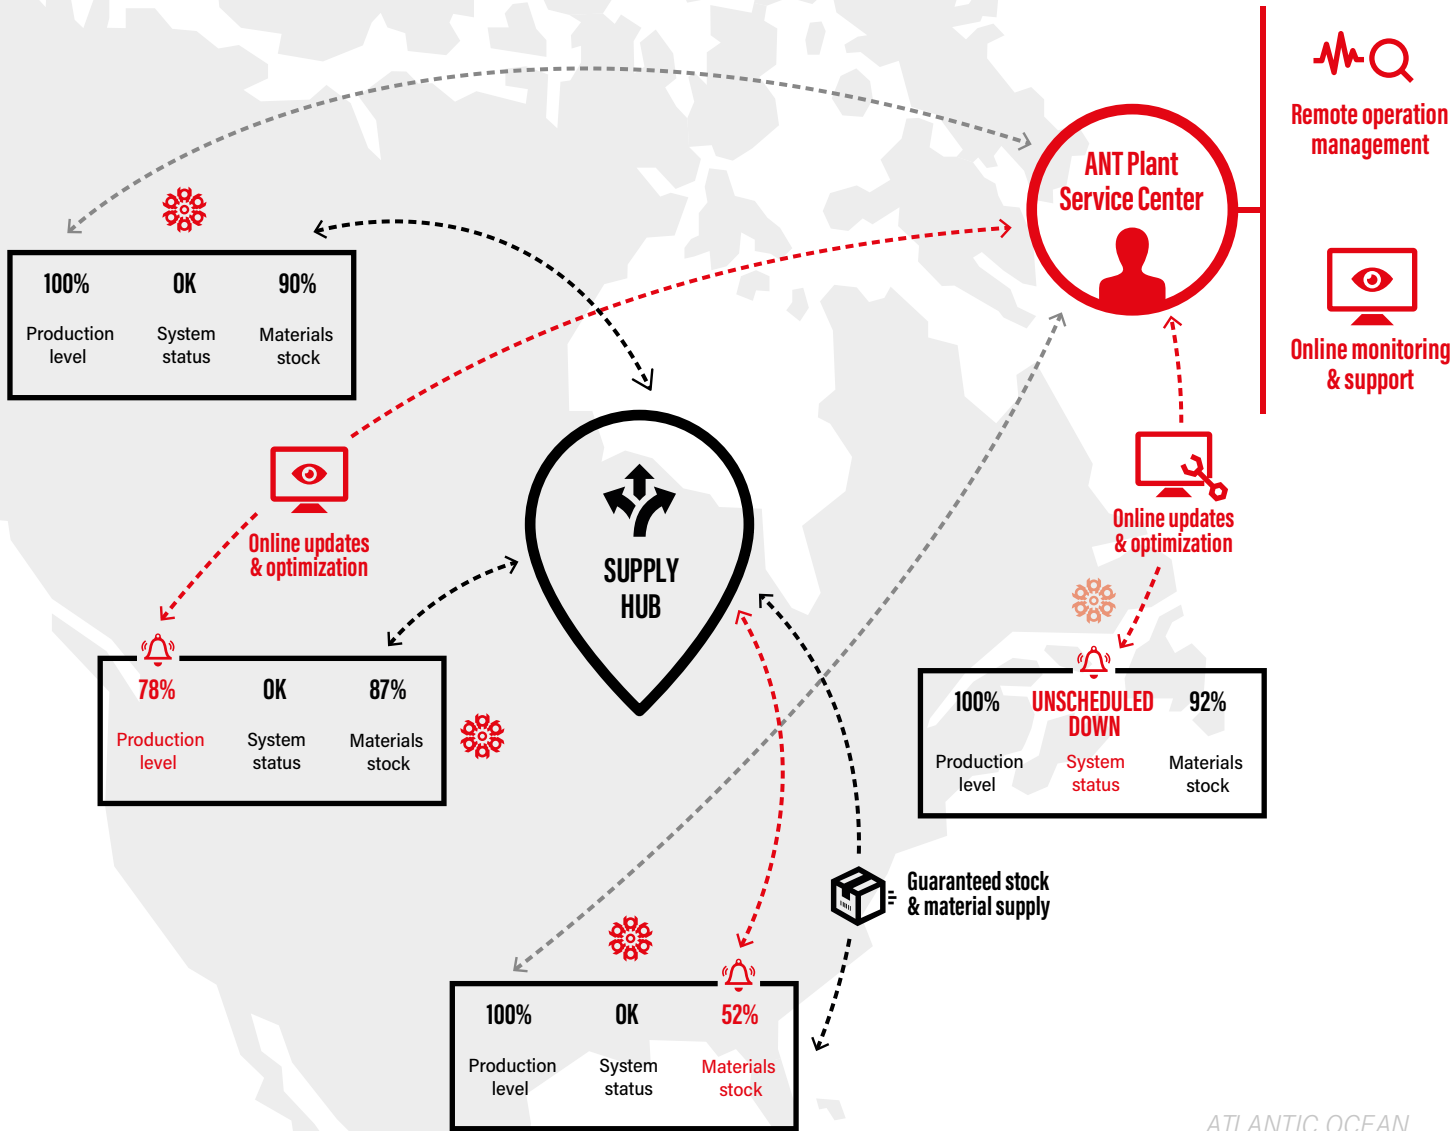 Remote operation
management
ANT Plant
Service Center
Online monitoring
& support
100%
OK
90%
Production
level
System
status
Materials
stock
Online updates
& optimization
SUPPLY
HUB
Online updates
& optimization
78%
OK
87%
Production
level
System
status
Materials
stock
100%
UNSCHEDULED
DOWN
92%
Production
level
System
status
Materials
stock
Guaranteed stock
& material supply
100%
OK
52%
Production
level
System
status
Materials
stock
ATLANTIC OCEAN